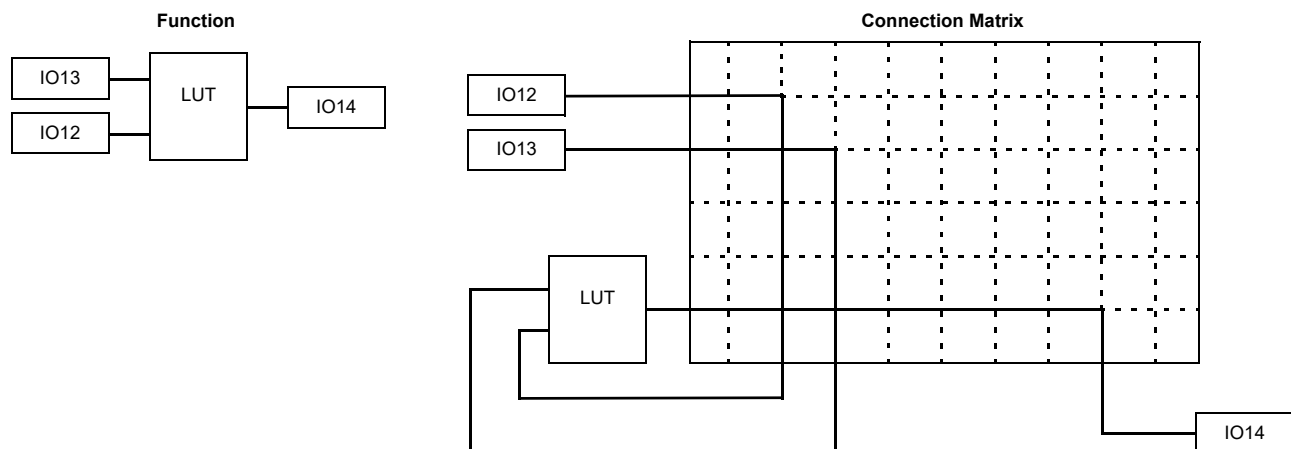 Function
IO13
LUT
IO12
IO14
Connection Matrix
IO12
IO13
LUT
IO14